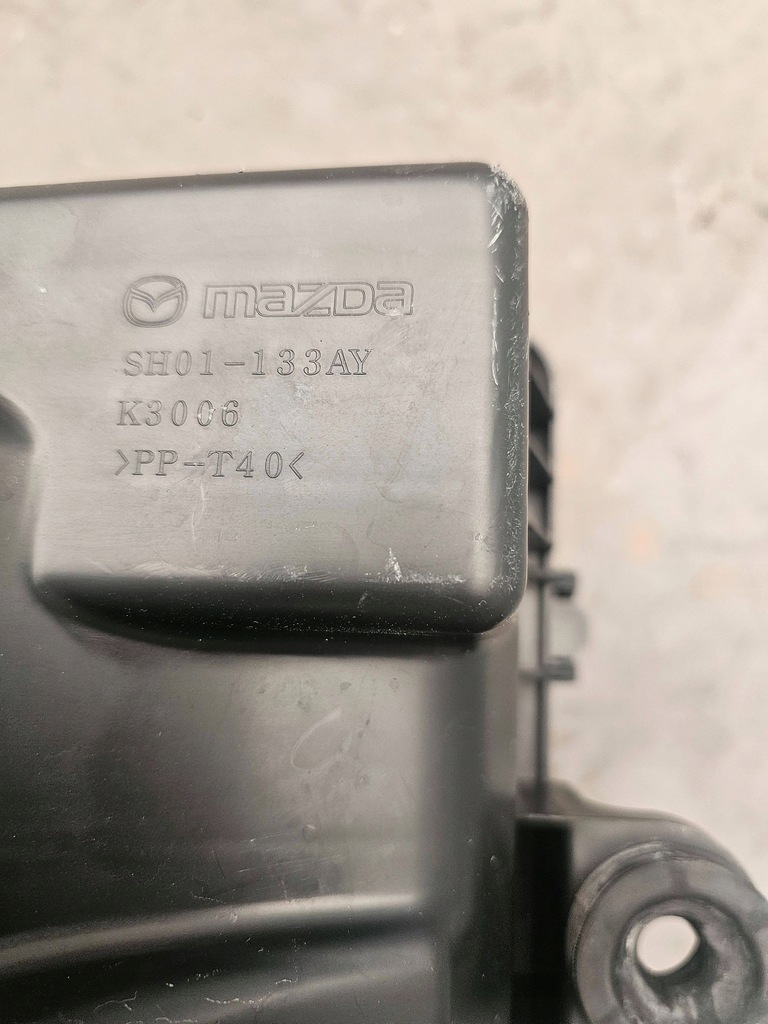 mazda
SH01-133AY
K3006
>PP-T40<